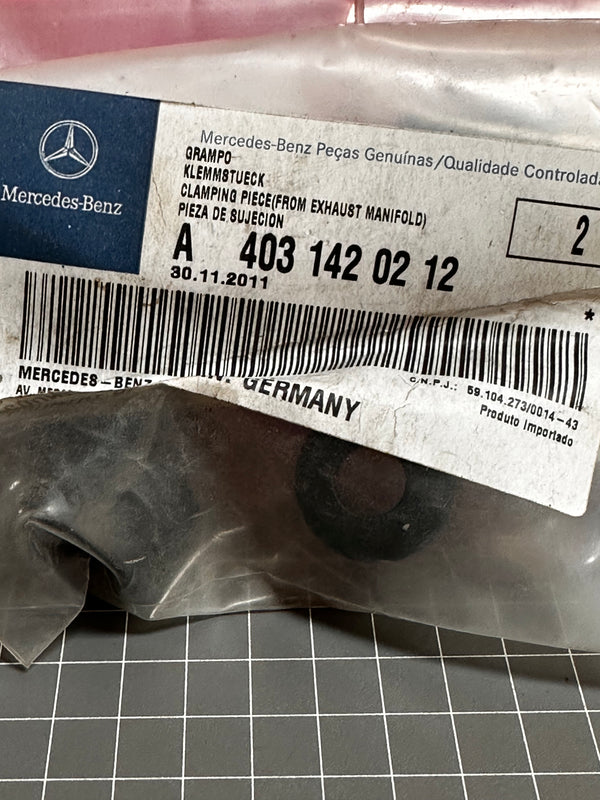 Mercedes-Benz
Mercedes-Benz Peças Genuínas/Qualidade Controlada
GRAMPO
KLEMMSTUECK
CLAMPING PIECE(FROM EXHAUST MANIFOLD)
PIEZA DE SUJECION
2
A 403 142 02 12
30.11.2011
*
MERCEDES-BENZ
GERMANY
C.N.P.J.: 59.104.273/0014-43
AV
Produto Importado